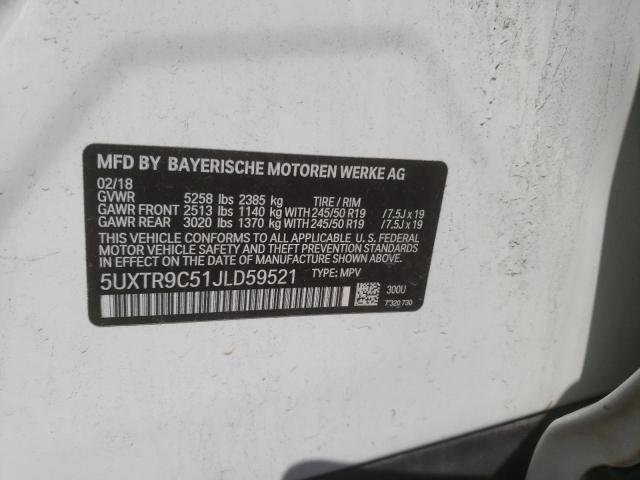 MFD BY BAYERISCHE MOTOREN WERKE AG
02/18
GVWR 5258 lbs 2385 kg TIRE / RIM
GAWR FRONT 2513 lbs 1140 kg WITH 245/50 R19 /7.5J x 19
GAWR REAR 3020 lbs 1370 kg WITH 245/50 R19 /7.5J x 19
THIS VEHICLE CONFORMS TO ALL APPLICABLE U.S. FEDERAL
MOTOR VEHICLE SAFETY AND THEFT PREVENTION STANDARDS
IN EFFECT ON THE DATE OF MANUFACTURE SHOWN ABOVE.
5UXTR9C51JLD59521 TYPE: MPV
300U
7'320 730